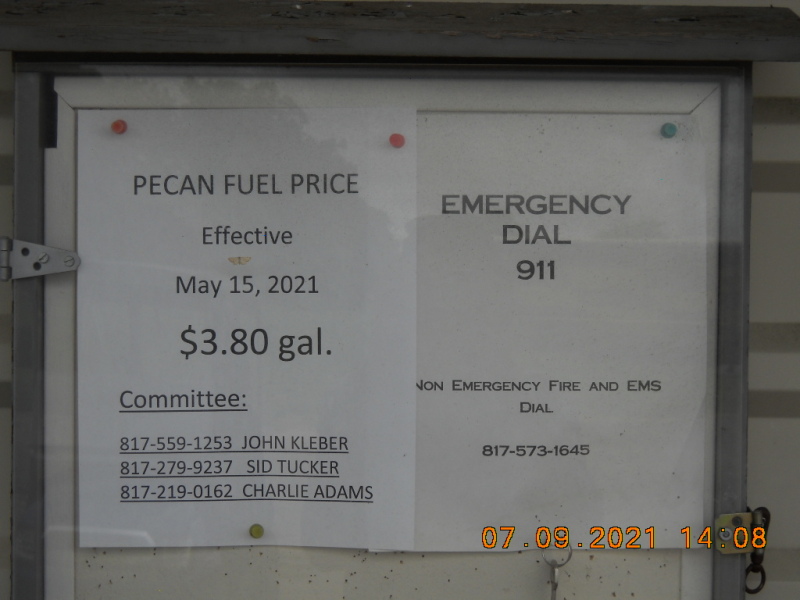 PECAN FUEL PRICE
Effective
May 15, 2021
$3.80 gal.
Committee:
817-559-1253 JOHN KLEBER
817-279-9237 SID TUCKER
817-219-0162 CHARLIE ADAMS
EMERGENCY
DIAL
911
NON EMERGENCY FIRE AND EMS
DIAL
817-573-1645
07.09.2021 14:08